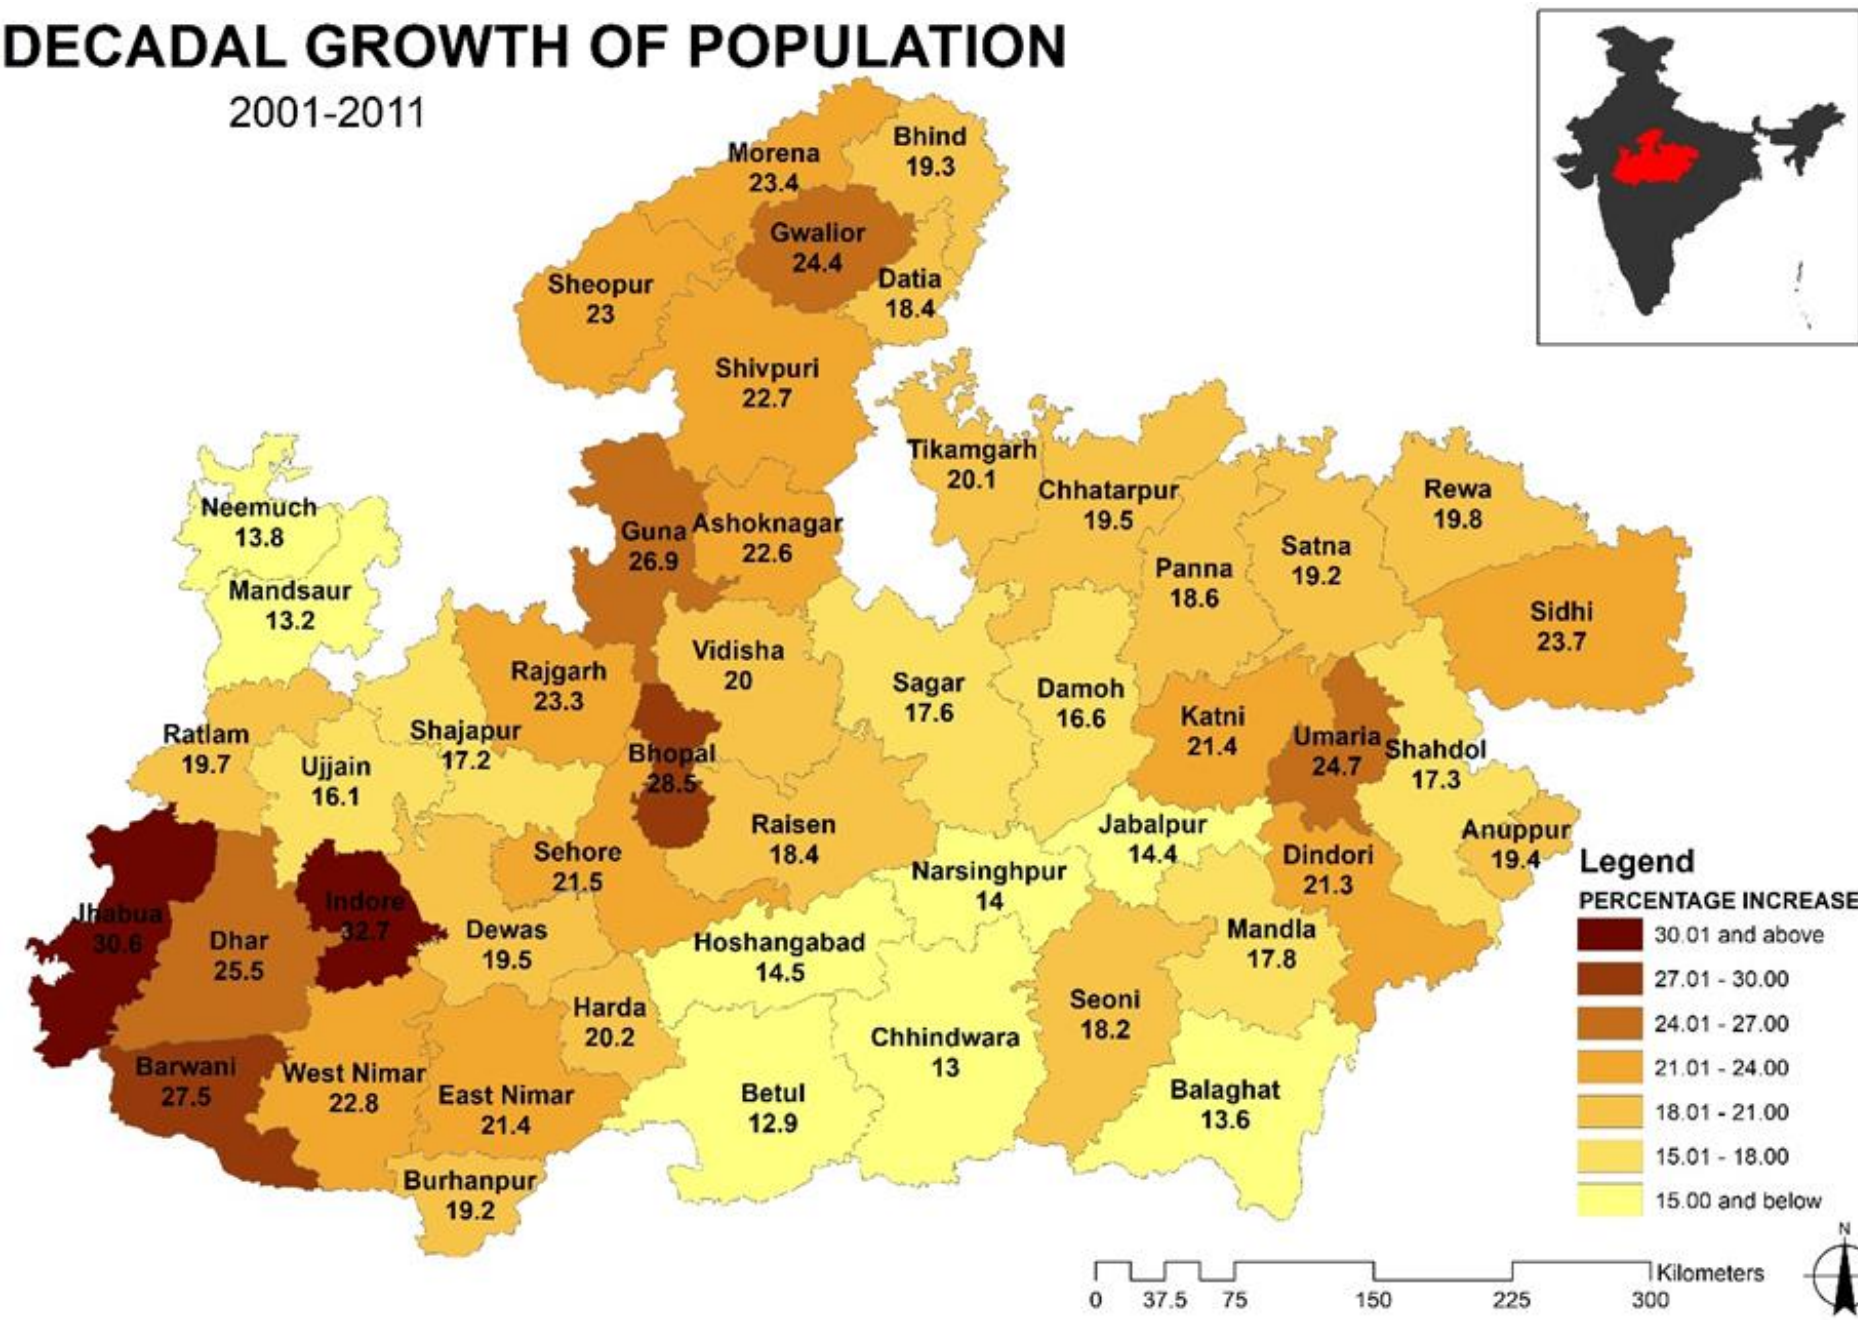 DECADAL GROWTH OF POPULATION
2001-2011
Bhind
19.3
Morena
23.4
Gwalior
24.4
Datia
18.4
Sheopur
23
Shivpuri
22.7
Tikamgarh
20.1
Chhatarpur
19.5
Rewa
19.8
Neemuch
13.8
Guna
26.9
Ashoknagar
22.6
Satna
19.2
Panna
18.6
Mandsaur
13.2
Sidhi
23.7
Vidisha
20
Rajgarh
23.3
Sagar
17.6
Damoh
16.6
Katni
21.4
Ratlam
19.7
Shajapur
17.2
Umaria
24.7
Shahdol
17.3
Bhopal
28.5
Ujjain
16.1
Raisen
18.4
Jabalpur
14.4
Anuppur
19.4
Sehore
21.5
Dindori
21.3
Narsinghpur
14
Jhabua
30.6
Indore
32.7
Dhar
25.5
Dewas
19.5
Hoshangabad
14.5
Mandla
17.8
Harda
20.2
Seoni
18.2
Chhindwara
13
Barwani
27.5
West Nimar
22.8
East Nimar
21.4
Betul
12.9
Balaghat
13.6
Burhanpur
19.2
Legend
PERCENTAGE INCREASE
30.01 and above
27.01 - 30.00
24.01 - 27.00
21.01 - 24.00
18.01 - 21.00
15.01 - 18.00
15.00 and below
N
Kilometers
0 37.5 75 150 225 300